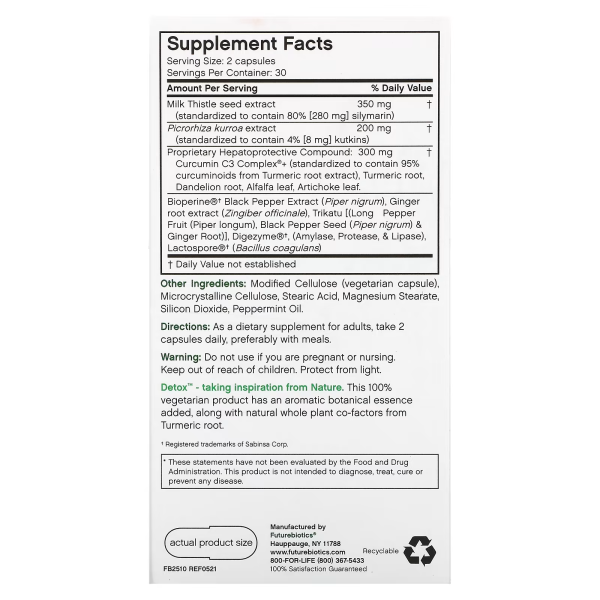 Supplement Facts
Serving Size: 2 capsules
Servings Per Container: 30
Amount Per Serving % Daily Value
Milk Thistle seed extract 350 mg †
(standardized to contain 80% [280 mg] silymarin)
Picrorhiza kurroa extract 200 mg †
(standardized to contain 4% [8 mg] kutkins)
Proprietary Hepatoprotective Compound: 300 mg †
Curcumin C3 Complex®+ (standardized to contain 95%
curcuminoids from Turmeric root extract), Turmeric root,
Dandelion root, Alfalfa leaf, Artichoke leaf.
Bioperine®† Black Pepper Extract (Piper nigrum), Ginger
root extract (Zingiber officinale), Trikatu [(Long Pepper
Fruit (Piper longum), Black Pepper Seed (Piper nigrum) &
Ginger Root)], Digezyme®†, (Amylase, Protease, & Lipase),
Lactospore®† (Bacillus coagulans)
† Daily Value not established
Other Ingredients: Modified Cellulose (vegetarian capsule),
Microcrystalline Cellulose, Stearic Acid, Magnesium Stearate,
Silicon Dioxide, Peppermint Oil.
Directions: As a dietary supplement for adults, take 2
capsules daily, preferably with meals.
Warning: Do not use if you are pregnant or nursing.
Keep out of reach of children. Protect from light.
Detox™ - taking inspiration from Nature. This 100%
vegetarian product has an aromatic botanical essence
added, along with natural whole plant co-factors from
Turmeric root.
† Registered trademarks of Sabinsa Corp.
* These statements have not been evaluated by the Food and Drug
Administration. This product is not intended to diagnose, treat, cure or
prevent any disease.
actual product size
FB2510 REF0521
Manufactured by
Futurebiotics®
Hauppauge, NY 11788
www.futurebiotics.com
800-FOR-LIFE (800) 367-5433
100% Satisfaction Guaranteed
Recyclable